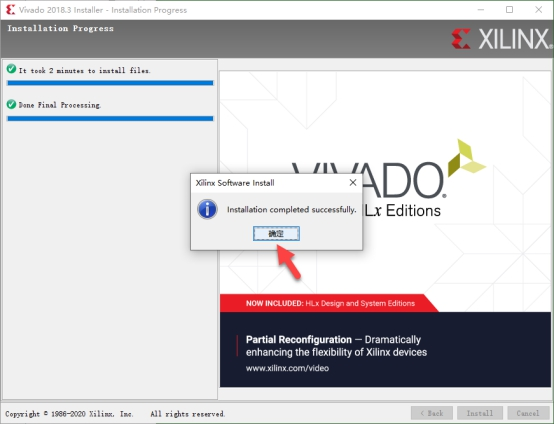 Vivado 2018.3 Installer - Installation Progress
Installation Progress
XILINX
It took 2 minutes to install files.
Done Final Processing.
VIVADO
HLx Editions
Xilinx Software Install
Installation completed successfully.
确定
NOW INCLUDED: HLx Design and System Editions
Partial Reconfiguration — Dramatically
enhancing the flexibility of Xilinx devices
www.xilinx.com/video
Copyright © 1986-2020 Xilinx, Inc. All rights reserved.
< Back
Install
Cancel